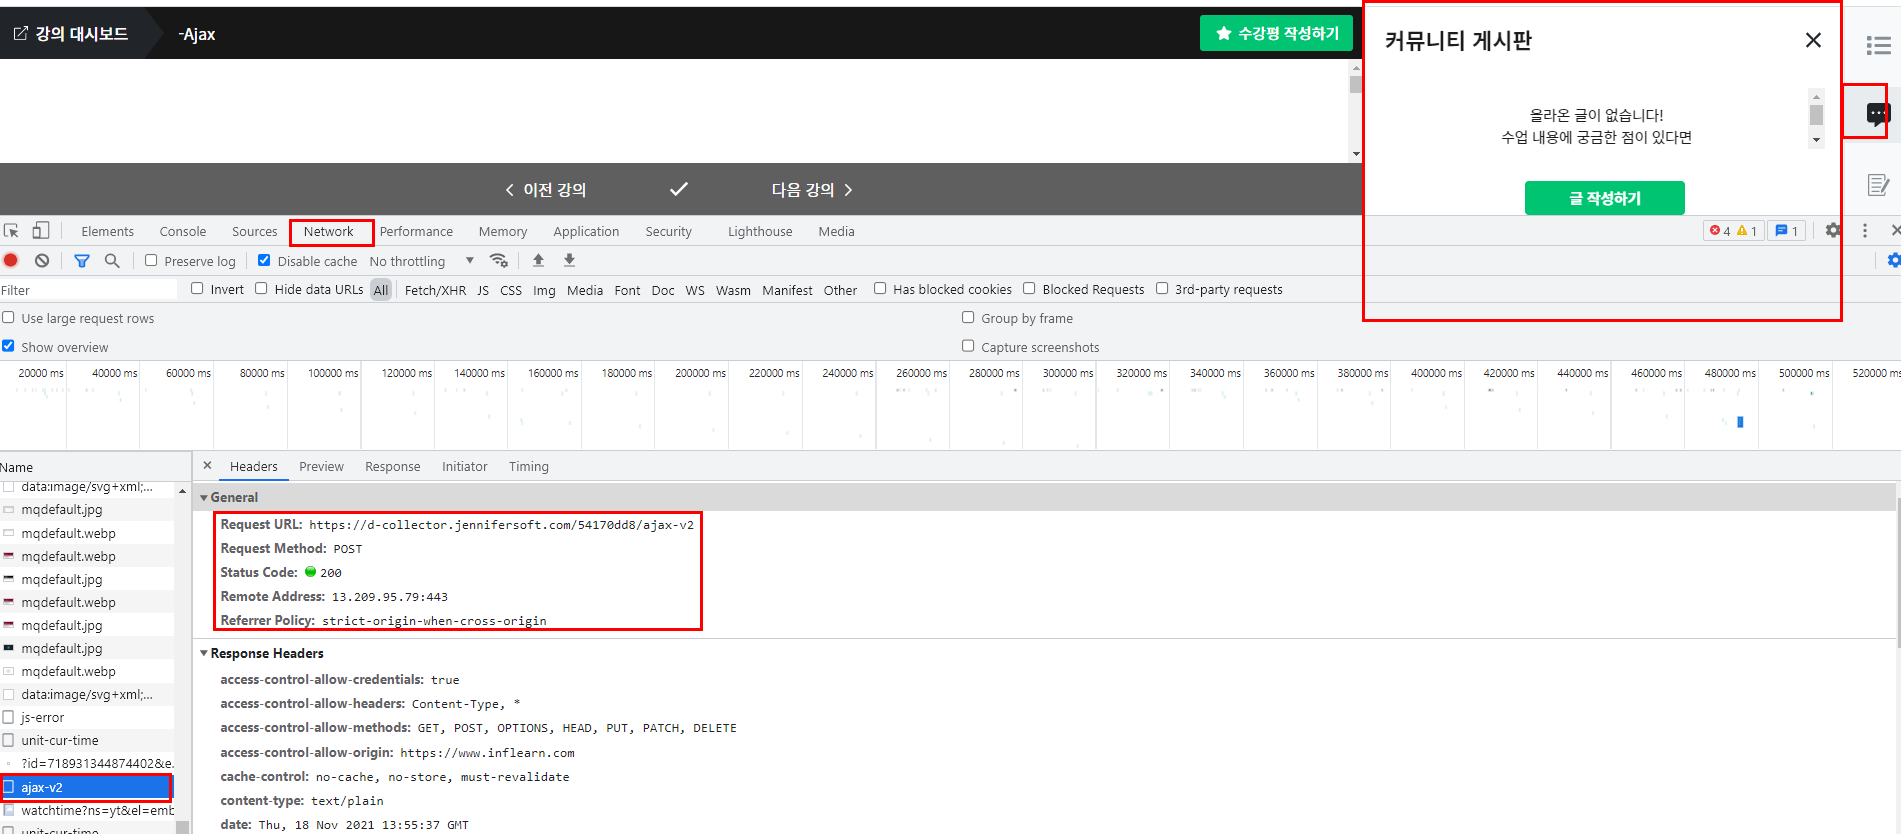 강의 대시보드
-Ajax
수강평 작성하기
커뮤니티 게시판
올라온 글이 없습니다!
수업 내용에 궁금한 점이 있다면
글 작성하기
이전 강의
다음 강의
Elements Console Sources Network Performance Memory Application Security Lighthouse Media 4 1 1
Preserve log Disable cache No throttling
Filter Invert Hide data URLs All Fetch/XHR JS CSS Img Media Font Doc WS Wasm Manifest Other Has blocked cookies Blocked Requests 3rd-party requests
Use large request rows Group by frame
Show overview Capture screenshots
20000 ms 40000 ms 60000 ms 80000 ms 100000 ms 120000 ms 140000 ms 160000 ms 180000 ms 200000 ms 220000 ms 240000 ms 260000 ms 280000 ms 300000 ms 320000 ms 340000 ms 360000 ms 380000 ms 400000 ms 420000 ms 440000 ms 460000 ms 480000 ms 500000 ms 520000 ms
Name
data:image/svg+xml;...
mqdefault.jpg
mqdefault.webp
mqdefault.webp
mqdefault.jpg
mqdefault.webp
mqdefault.jpg
mqdefault.jpg
mqdefault.webp
data:image/svg+xml;...
js-error
unit-cur-time
?id=718931344874402&e.
ajax-v2
watchtime?ns=yt&el=emb
unit-cur-time
Headers Preview Response Initiator Timing
General
Request URL: https://d-collector.jennifersoft.com/54170dd8/ajax-v2
Request Method: POST
Status Code: 200
Remote Address: 13.209.95.79:443
Referrer Policy: strict-origin-when-cross-origin
Response Headers
access-control-allow-credentials: true
access-control-allow-headers: Content-Type, *
access-control-allow-methods: GET, POST, OPTIONS, HEAD, PUT, PATCH, DELETE
access-control-allow-origin: https://www.inflearn.com
cache-control: no-cache, no-store, must-revalidate
content-type: text/plain
date: Thu, 18 Nov 2021 13:55:37 GMT